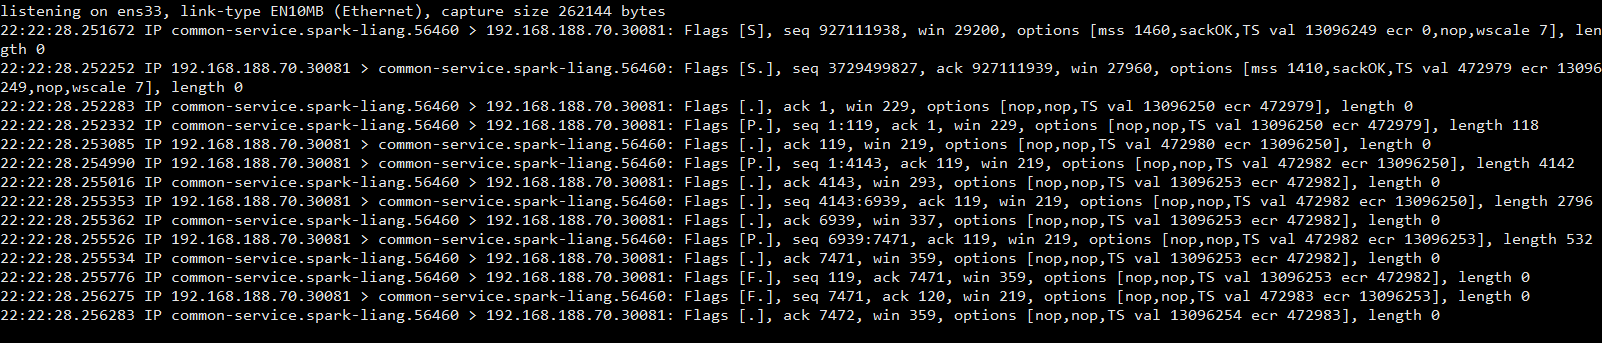 listening on ens33, link-type EN10MB (Ethernet), capture size 262144 bytes
22:22:28.251672 IP common-service.spark-liang.56460 > 192.168.188.70.30081: Flags [S], seq 927111938, win 29200, options [mss 1460,sackOK,TS val 13096249 ecr 0,nop,wscale 7], len
gth 0
22:22:28.252252 IP 192.168.188.70.30081 > common-service.spark-liang.56460: Flags [S.], seq 3729499827, ack 927111939, win 27960, options [mss 1410,sackOK,TS val 472979 ecr 13096
249,nop,wscale 7], length 0
22:22:28.252283 IP common-service.spark-liang.56460 > 192.168.188.70.30081: Flags [.], ack 1, win 229, options [nop,nop,TS val 13096250 ecr 472979], length 0
22:22:28.252332 IP common-service.spark-liang.56460 > 192.168.188.70.30081: Flags [P.], seq 1:119, ack 1, win 229, options [nop,nop,TS val 13096250 ecr 472979], length 118
22:22:28.253085 IP 192.168.188.70.30081 > common-service.spark-liang.56460: Flags [.], ack 119, win 219, options [nop,nop,TS val 472980 ecr 13096250], length 0
22:22:28.254990 IP 192.168.188.70.30081 > common-service.spark-liang.56460: Flags [P.], seq 1:4143, ack 119, win 219, options [nop,nop,TS val 472982 ecr 13096250], length 4142
22:22:28.255016 IP common-service.spark-liang.56460 > 192.168.188.70.30081: Flags [.], ack 4143, win 293, options [nop,nop,TS val 13096253 ecr 472982], length 0
22:22:28.255353 IP 192.168.188.70.30081 > common-service.spark-liang.56460: Flags [.], seq 4143:6939, ack 119, win 219, options [nop,nop,TS val 472982 ecr 13096250], length 2796
22:22:28.255362 IP common-service.spark-liang.56460 > 192.168.188.70.30081: Flags [.], ack 6939, win 337, options [nop,nop,TS val 13096253 ecr 472982], length 0
22:22:28.255526 IP 192.168.188.70.30081 > common-service.spark-liang.56460: Flags [P.], seq 6939:7471, ack 119, win 219, options [nop,nop,TS val 472982 ecr 13096253], length 532
22:22:28.255534 IP common-service.spark-liang.56460 > 192.168.188.70.30081: Flags [.], ack 7471, win 359, options [nop,nop,TS val 13096253 ecr 472982], length 0
22:22:28.255776 IP common-service.spark-liang.56460 > 192.168.188.70.30081: Flags [F.], seq 119, ack 7471, win 359, options [nop,nop,TS val 13096253 ecr 472982], length 0
22:22:28.256275 IP 192.168.188.70.30081 > common-service.spark-liang.56460: Flags [F.], seq 7471, ack 120, win 219, options [nop,nop,TS val 472983 ecr 13096253], length 0
22:22:28.256283 IP common-service.spark-liang.56460 > 192.168.188.70.30081: Flags [.], ack 7472, win 359, options [nop,nop,TS val 13096254 ecr 472983], length 0